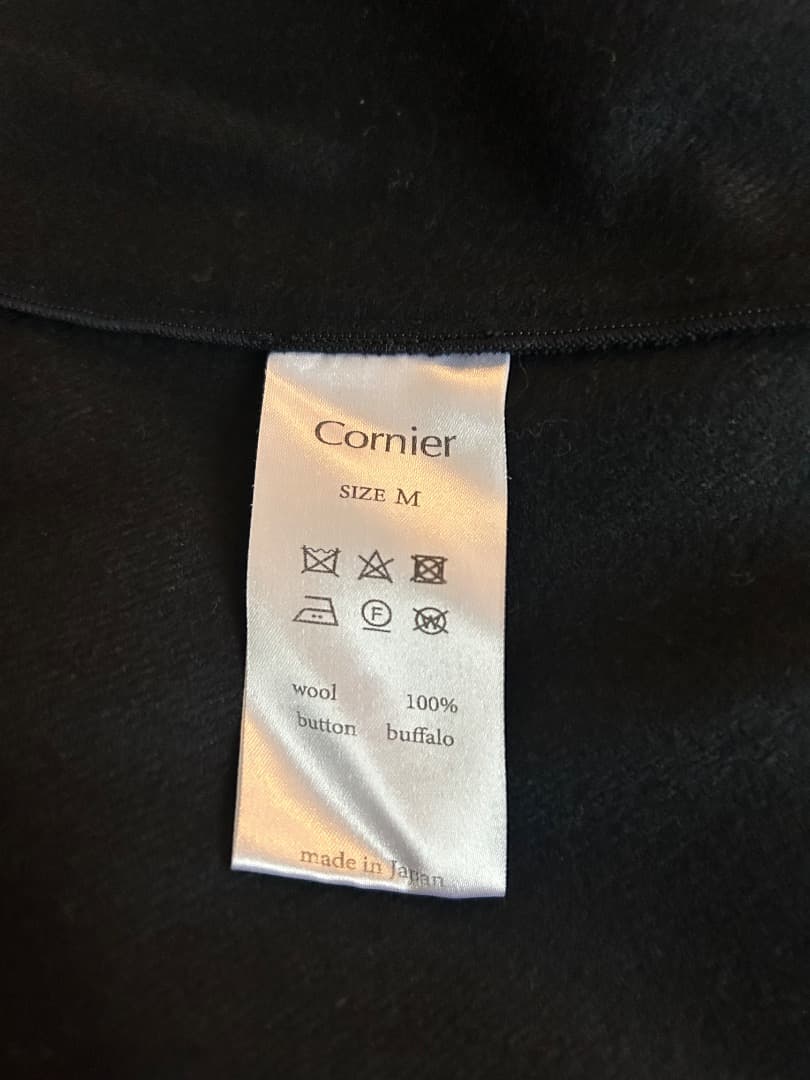 Cornier
SIZE M
F W
wool 100%
button buffalo
made in Japan